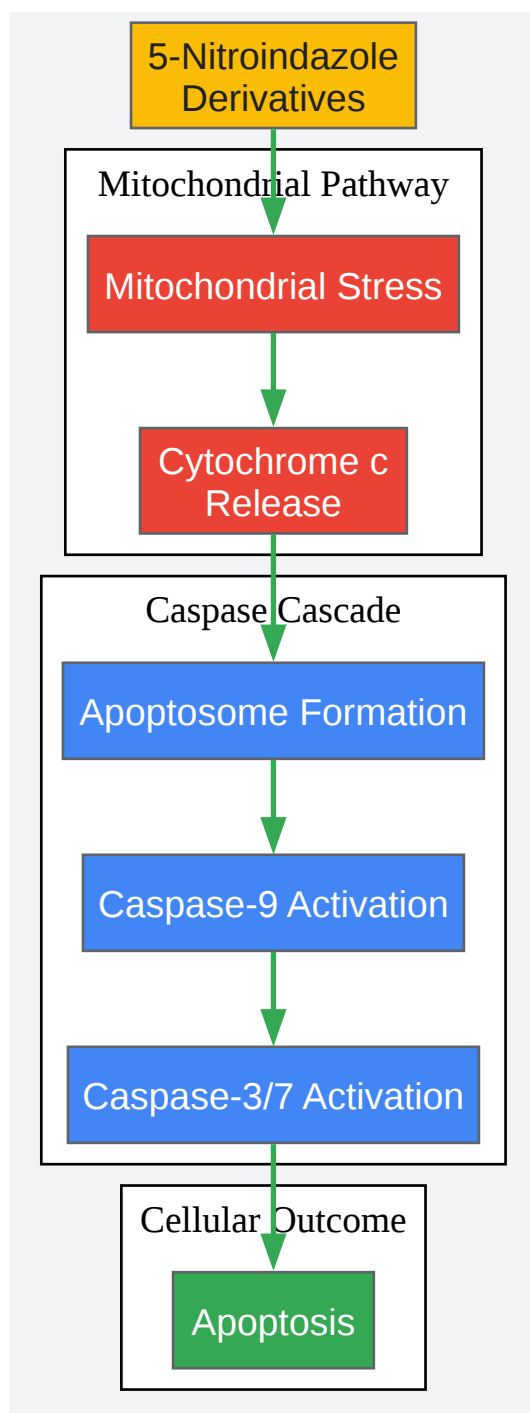 5-Nitroindazole
Derivatives
Mitochondrial Pathway
Mitochondrial Stress
Cytochrome c
Release
Caspase Cascade
Apoptosome Formation
Caspase-9 Activation
Caspase-3/7 Activation
Cellular Outcome
Apoptosis